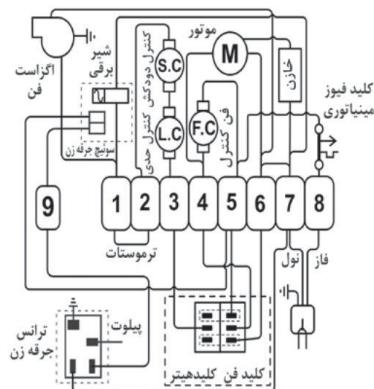 اگزاست
فن
شیر
برقی
سوئیچ جرقه زن
کنترل دودکش
کنترل حدی
S.C
L.C
موتور
M
F.C
فن کنترل
خازن
کلید فیوز
مینیاتوری
9
1
2
3
4
5
6
7
8
ترموستات
نول
فاز
ترانس
جرقه زن
پیلوت
کلید فن
کلیدهیتر